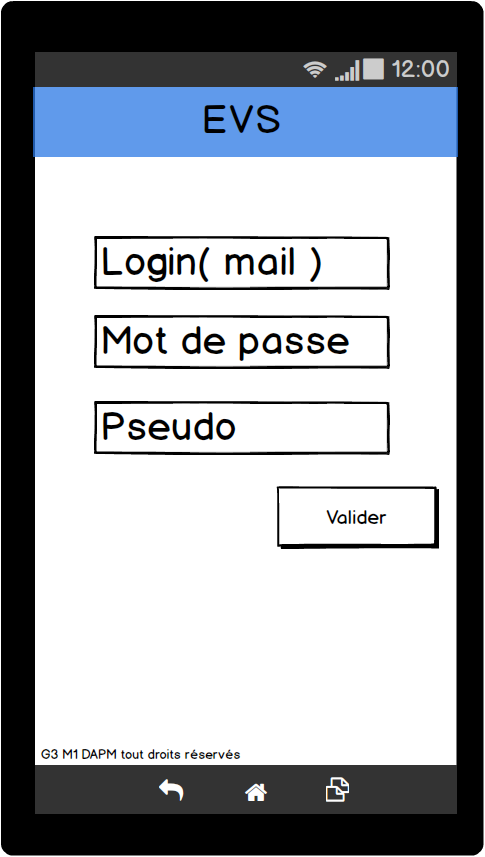 12:00
EVS
Login( mail )
Mot de passe
Pseudo
Valider
G3 M1 DAPM tout droits réservés